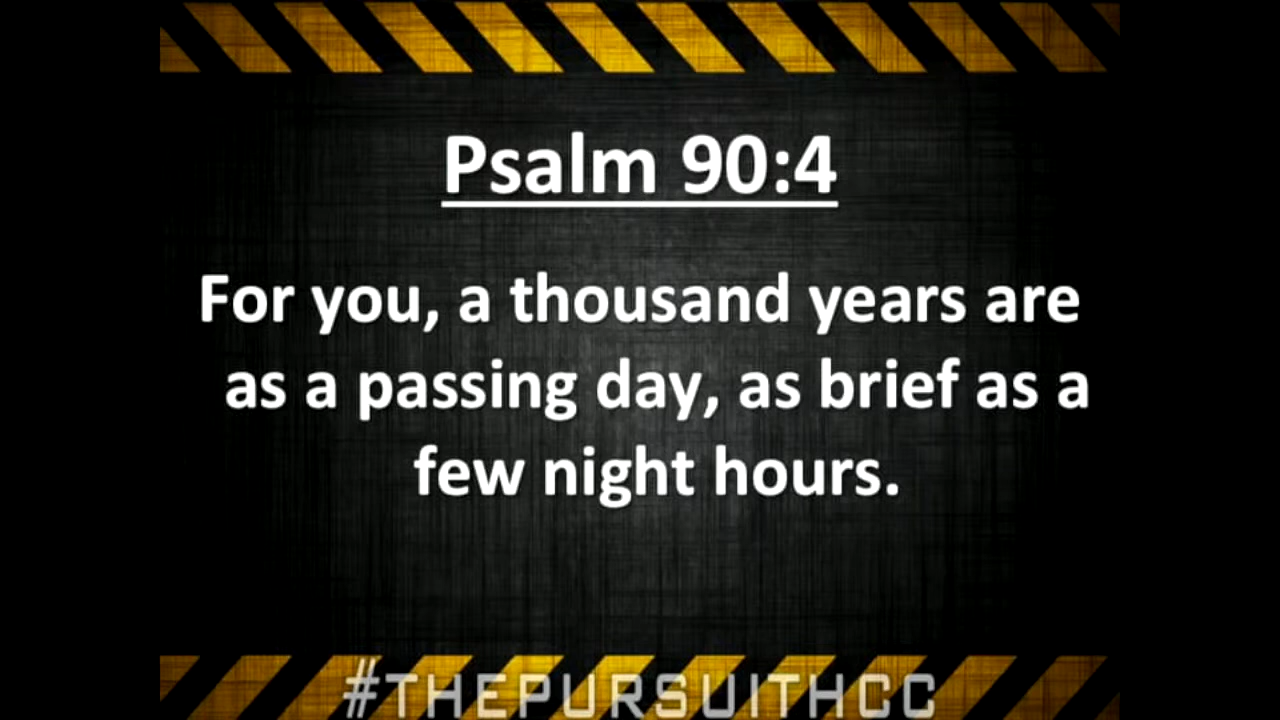 Psalm 90:4
For you, a thousand years are
as a passing day, as brief as a
few night hours.
#THEPURSUITHCC